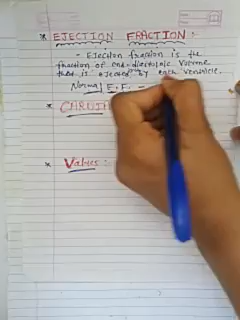 * EJECTION FRACTION :
- Ejection fraction is the
fraction of end-diastolic Volume
that is ejected by each ventricle.
Normal E.F. -
* CARDIA
* Values :